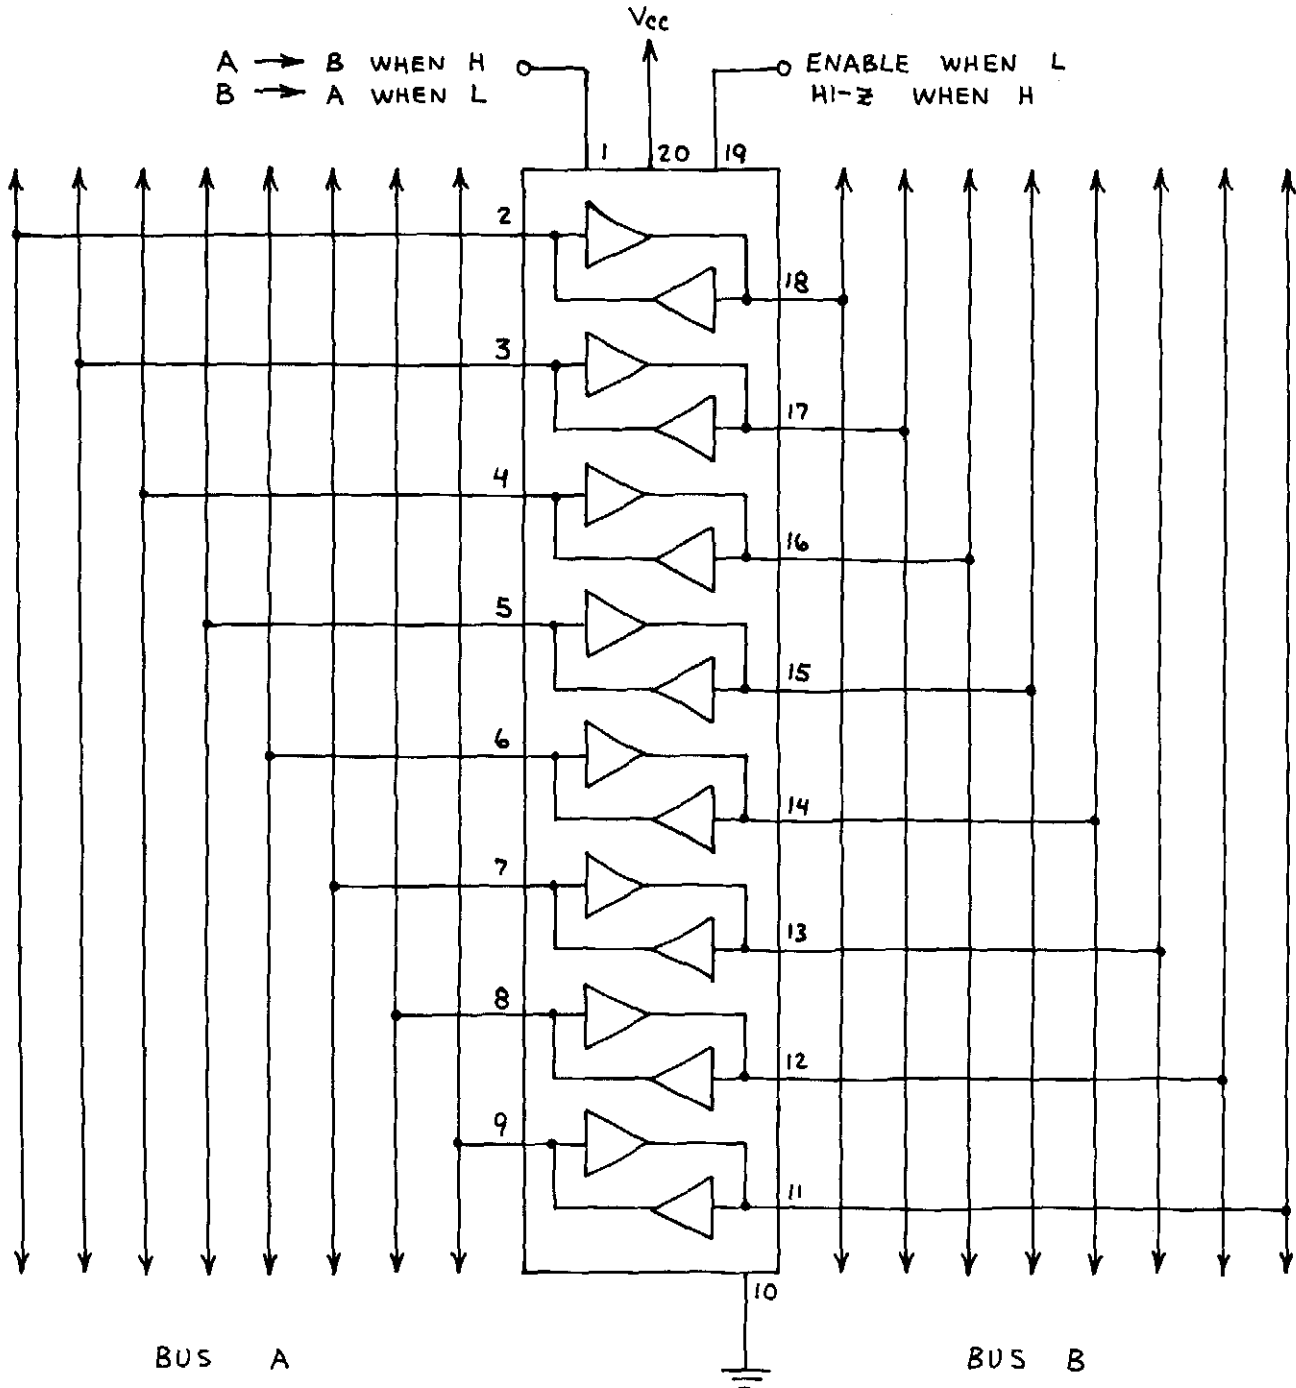 Vcc
A → B WHEN H
B → A WHEN L
ENABLE WHEN L
HI-Z WHEN H
1 20 19
2
18
3
17
4
16
5
15
6
14
7
13
8
12
9
11
10
BUS A
BUS B